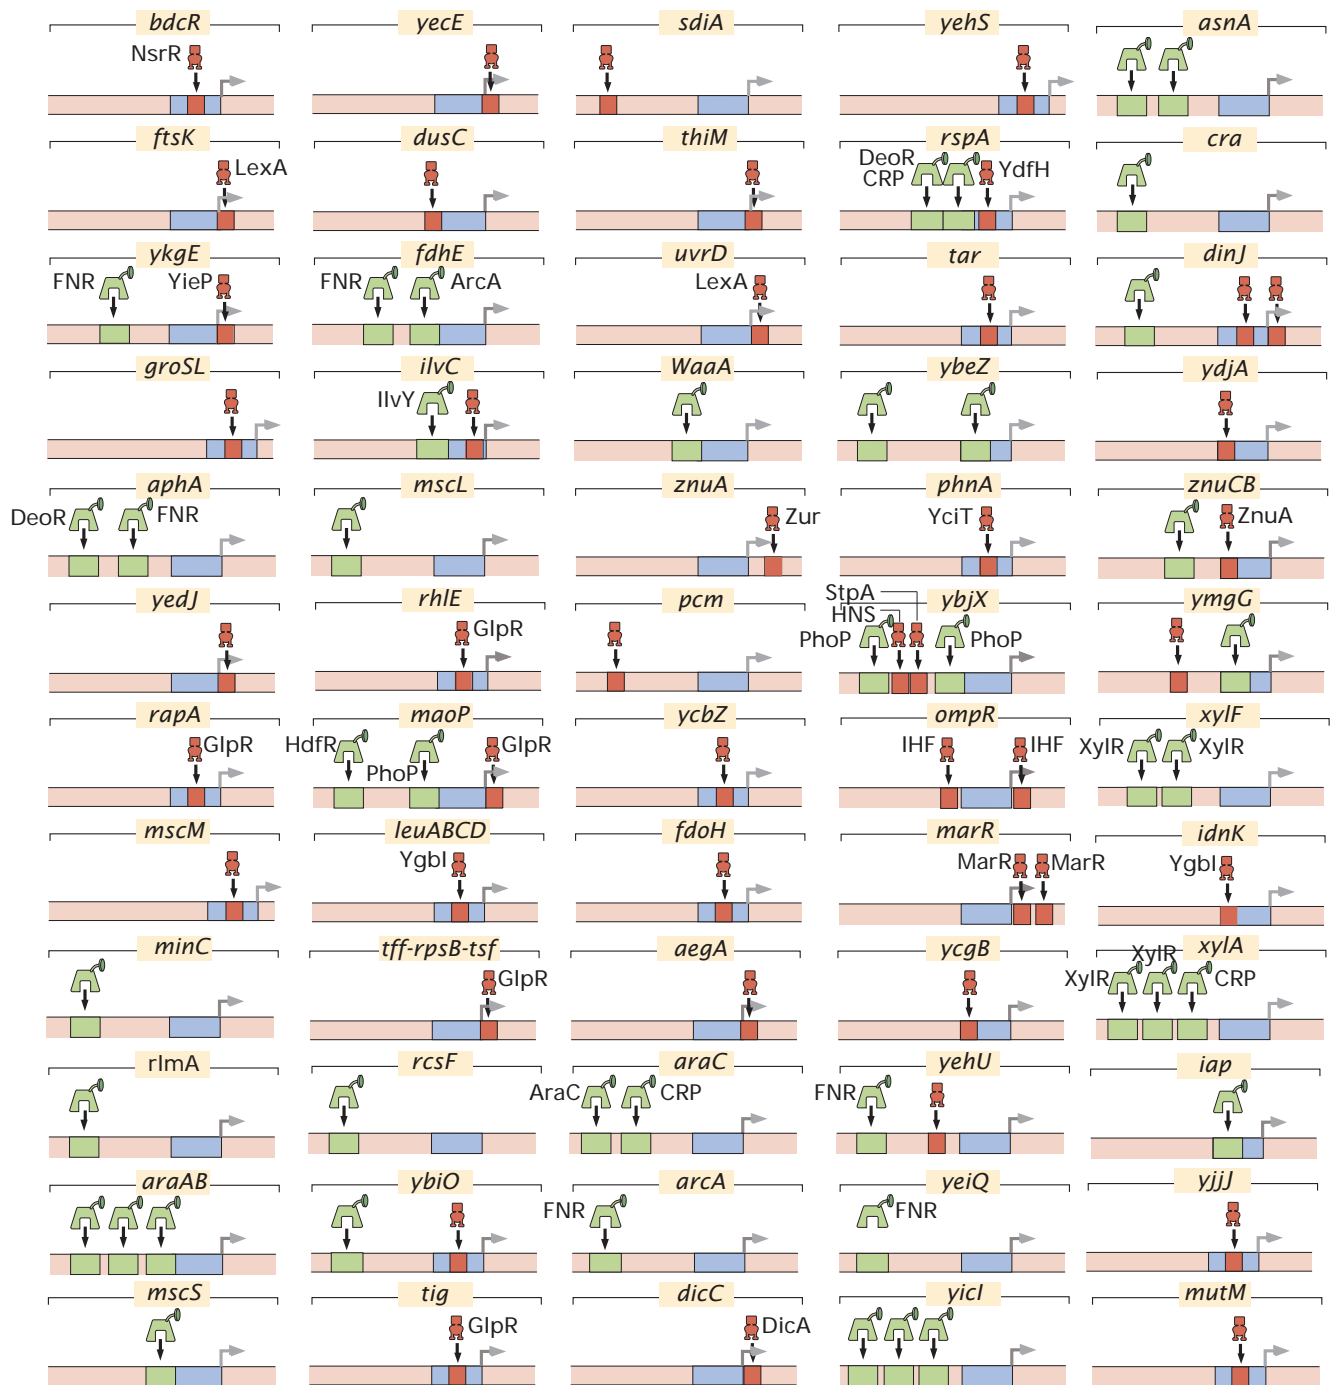 bdcR yecE sdiA yehS asnA
NsrR
ftsK dusC thiM rspA cra
LexA DeoR CRP YdfH
ykgE fdhE uvrD tar dinJ
FNR YieP FNR ArcA LexA
groSL ilvC WaaA ybeZ ydjA
IlvY
aphA mscL znuA phnA znuCB
DeoR FNR Zur YciT ZnuA
yedJ rhlE pcm ybjX ymgG
GlpR StpA HNS PhoP PhoP
rapA maoP ycbZ ompR xylF
GlpR HdfR PhoP GlpR IHF IHF XylR XylR
mscM leuABCD fdoH marR idnK
YgbI MarR MarR YgbI
minC tff-rpsB-tsf aegA ycgB xylA
GlpR XylR XylR CRP
rlmA rcsF araC yehU iap
AraC CRP FNR
araAB ybiO arcA yeiQ yjjJ
FNR FNR
mscS tig dicC yicI mutM
GlpR DicA